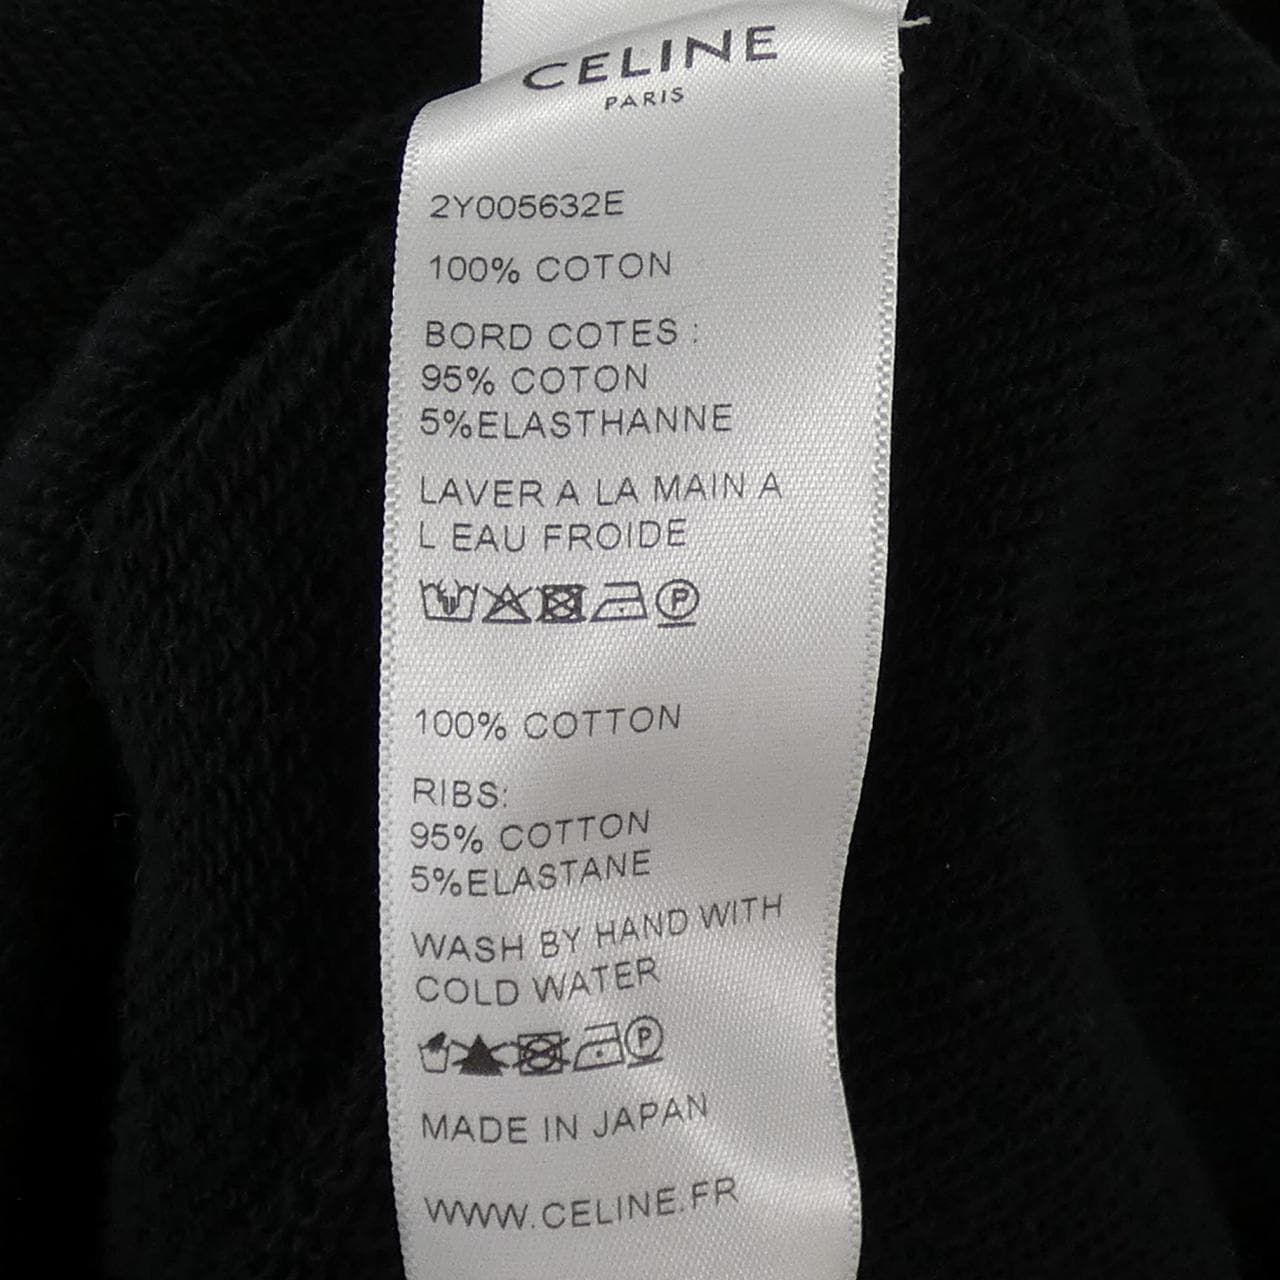 CELINE
PARIS
2Y005632E
100% COTON
BORD COTES :
95% COTON
5%ELASTHANNE
LAVER A LA MAIN A
L EAU FROIDE
P
100% COTTON
RIBS:
95% COTTON
5%ELASTANE
WASH BY HAND WITH
COLD WATER
P
MADE IN JAPAN
WWW.CELINE.FR